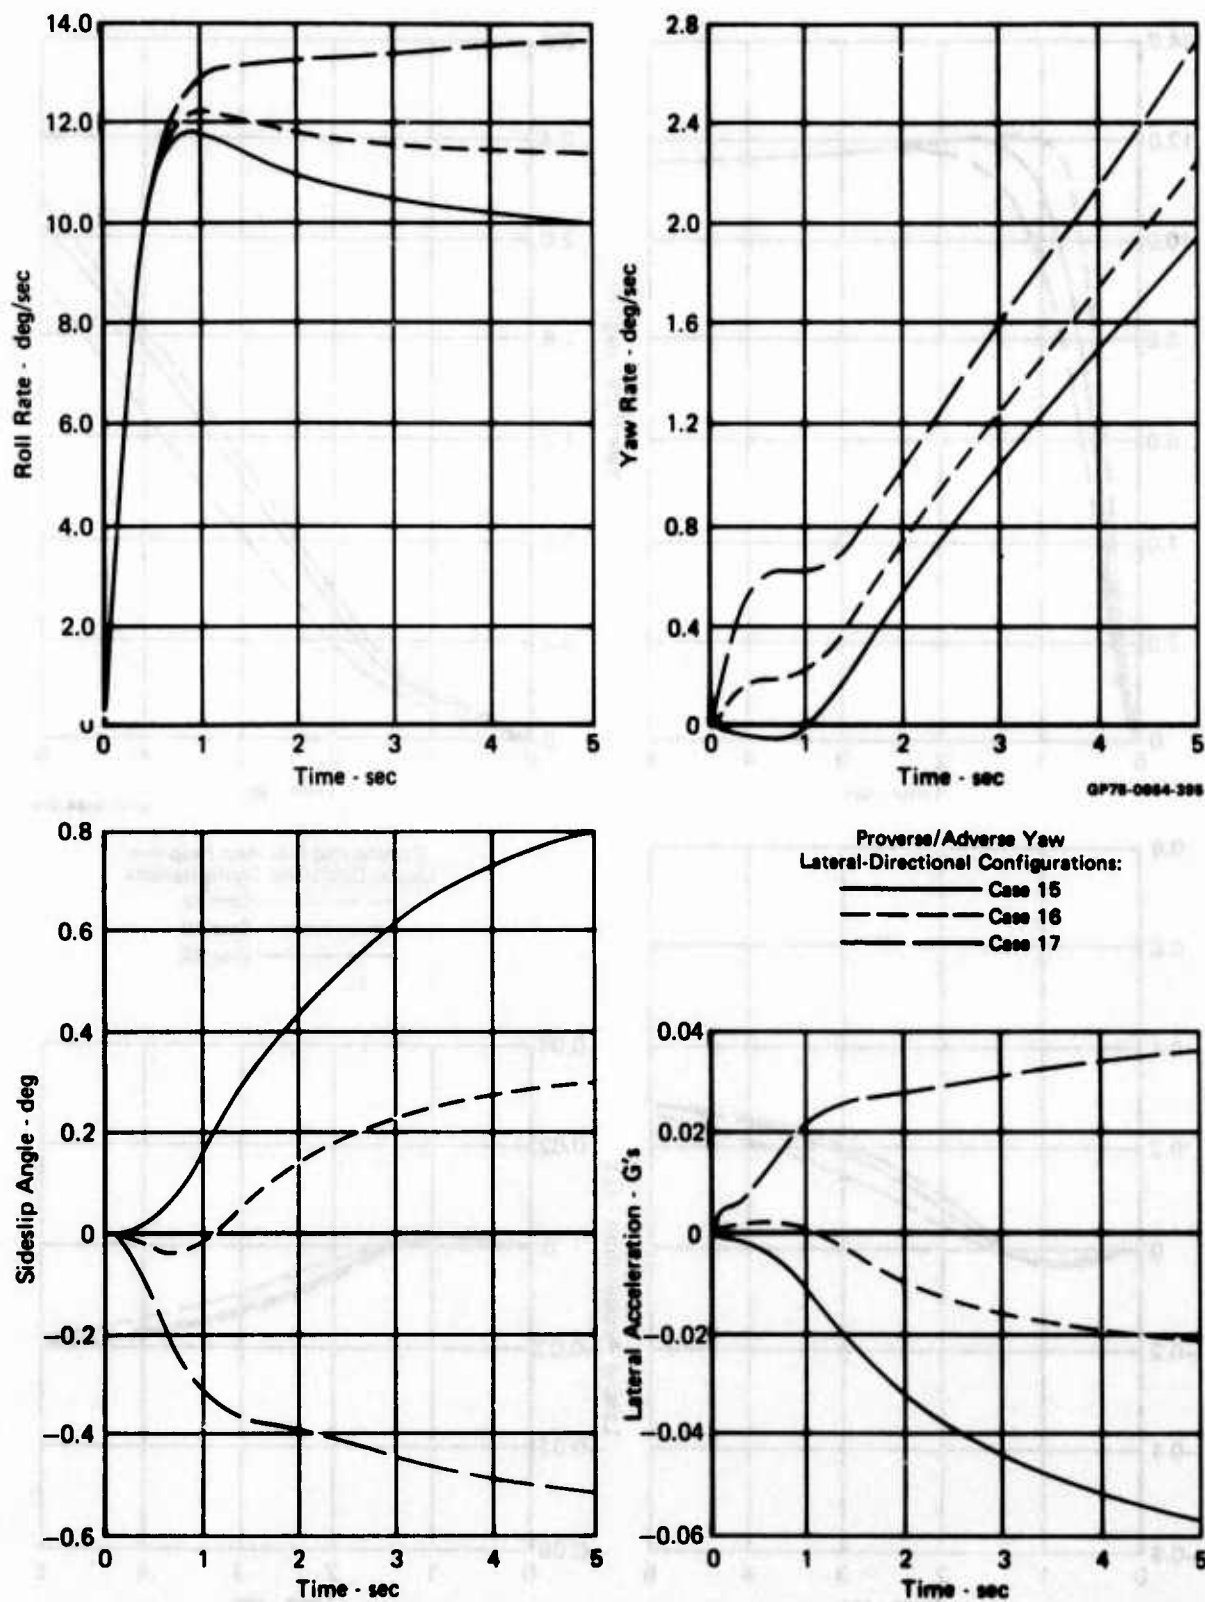 14.0
12.0
10.0
8.0
6.0
4.0
2.0
0
Roll Rate - deg/sec
0 1 2 3 4 5
Time - sec
2.8
2.4
2.0
1.6
1.2
0.8
0.4
0
Yaw Rate - deg/sec
0 1 2 3 4 5
Time - sec
GP78-0864-395
0.8
0.6
0.4
0.2
0
-0.2
-0.4
-0.6
Sideslip Angle - deg
0 1 2 3 4 5
Time - sec
Proverse/Adverse Yaw
Lateral-Directional Configurations:
Case 15
Case 16
Case 17
0.04
0.02
0
-0.02
-0.04
-0.06
Lateral Acceleration - G's
0 1 2 3 4 5
Time - sec